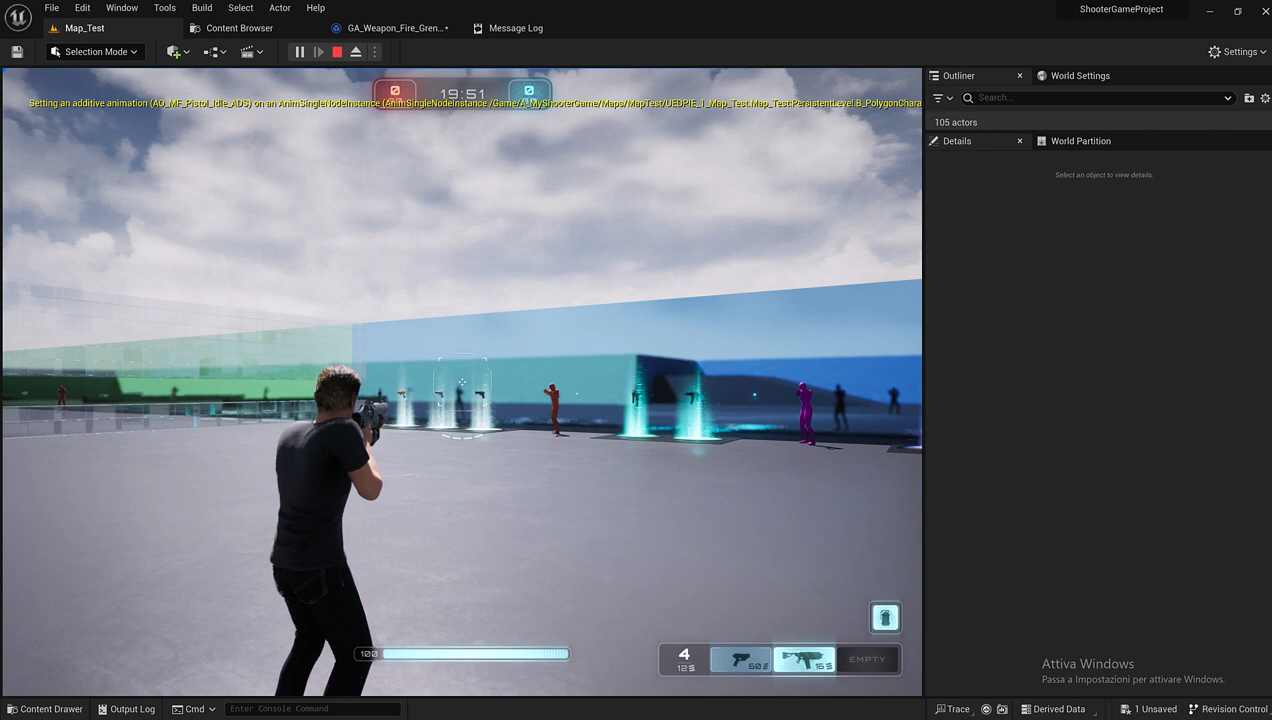 File Edit Window Tools Build Select Actor Help
ShooterGameProject
Map_Test
Content Browser
GA_Weapon_Fire_Gren... •
Message Log
Selection Mode
Settings
Outliner
World Settings
0
19:51
0
Setting an additive animation (AO_MF_Pistol_Idle_ADS) on an AnimSingleNodeInstance (AnimSingleNodeInstance /Game/A_MyShooterGame/Maps/MapTest/UEDPIE_1_Map_Test.Map_Test:PersistentLevel.B_PolygonChara
Search...
105 actors
Details
World Partition
Select an object to view details.
100
4
12
60
16
EMPTY
Attiva Windows
Passa a Impostazioni per attivare Windows.
Content Drawer
Output Log
Cmd
Enter Console Command
Trace
Derived Data
1 Unsaved
Revision Control